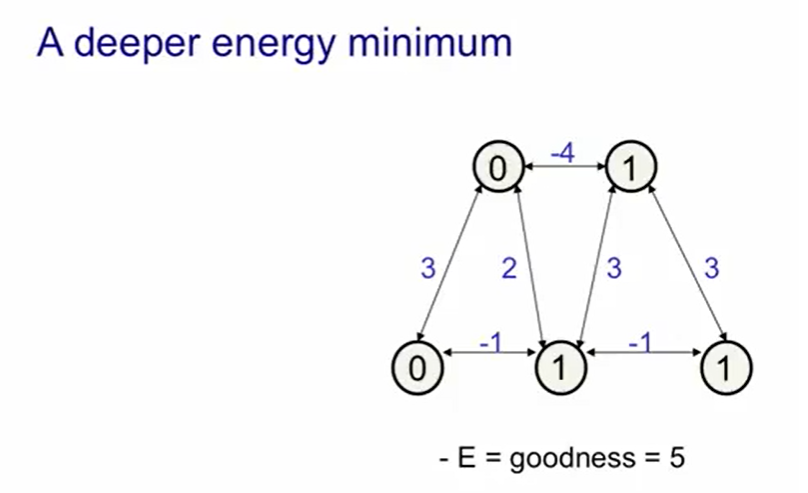 A deeper energy minimum
0 -4 1
3 2 3 3
-1 -1
0 1 1
- E = goodness = 5